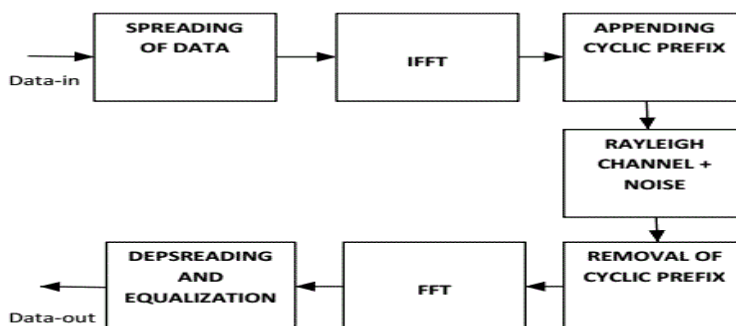 SPREADING
OF DATA
Data-in
IFFT
APPENDING
CYCLIC PREFIX
RAYLEIGH
CHANNEL +
NOISE
REMOVAL OF
CYCLIC PREFIX
FFT
DEPSREADING
AND
EQUALIZATION
Data-out